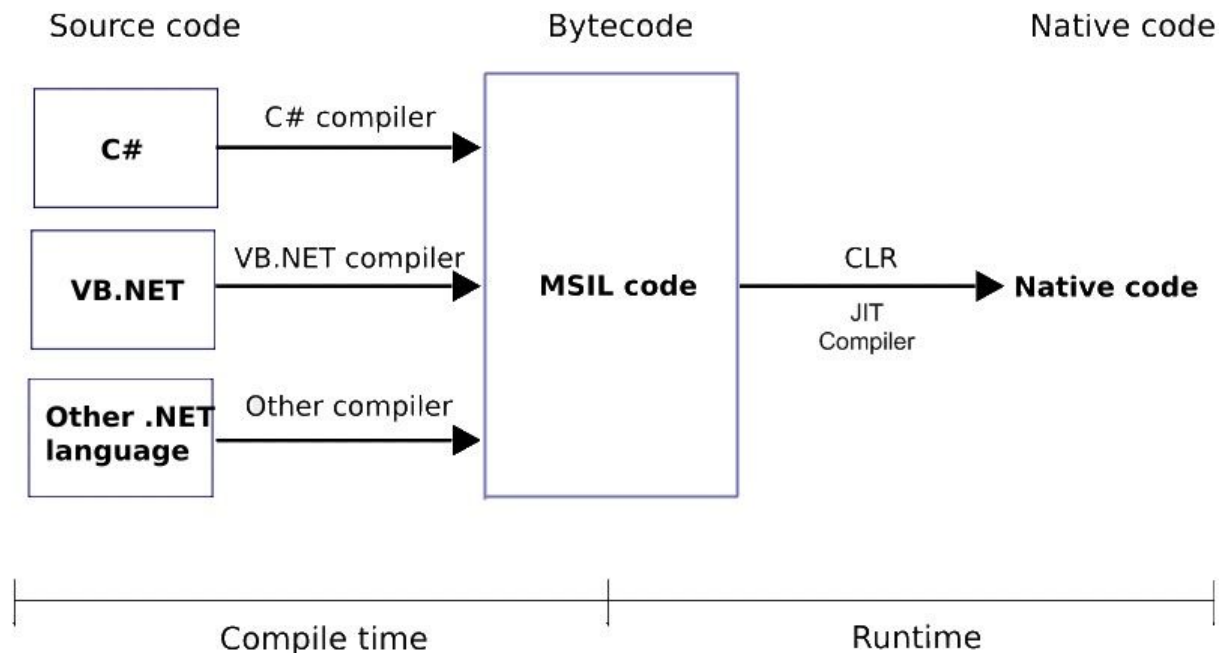 Source code
Bytecode
Native code
C#
C# compiler
VB.NET
VB.NET compiler
MSIL code
CLR
JIT
Compiler
Native code
Other .NET
language
Other compiler
Compile time
Runtime